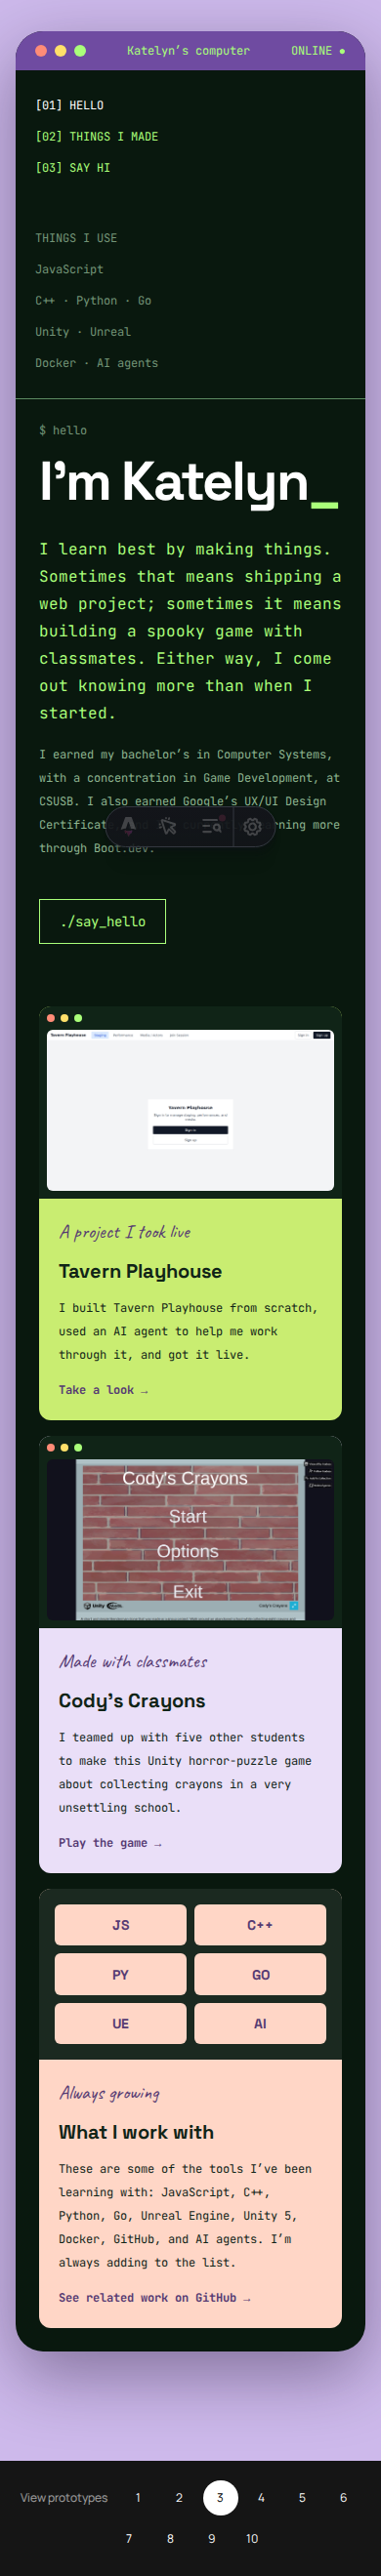 Katelyn's computer
ONLINE ●
[01] HELLO
[02] THINGS I MADE
[03] SAY HI
THINGS I USE
JavaScript
C++ · Python · Go
Unity · Unreal
Docker · AI agents
$ hello
I'm Katelyn_
I learn best by making things.
Sometimes that means shipping a
web project; sometimes it means
building a spooky game with
classmates. Either way, I come
out knowing more than when I
started.
I earned my bachelor's in Computer Systems,
with a concentration in Game Development, at
CSUSB. I also earned Google's UX/UI Design
more
through Boot.dev.
./say_hello
Tavern Playhouse
Tavern Playhouse
Sign in
Sign up
A project I took live
Tavern Playhouse
I built Tavern Playhouse from scratch,
used an AI agent to help me work
through it, and got it live.
Take a look →
Cody's Crayons
Start
Options
Exit
unity
Cody's Crayons
Made with classmates
Cody's Crayons
I teamed up with five other students
to make this Unity horror-puzzle game
about collecting crayons in a very
unsettling school.
Play the game →
JS C++
PY GO
UE AI
Always growing
What I work with
These are some of the tools I've been
learning with: JavaScript, C++,
Python, Go, Unreal Engine, Unity 5,
Docker, GitHub, and AI agents. I'm
always adding to the list.
See related work on GitHub →
View prototypes 1 2 3 4 5 6
7 8 9 10